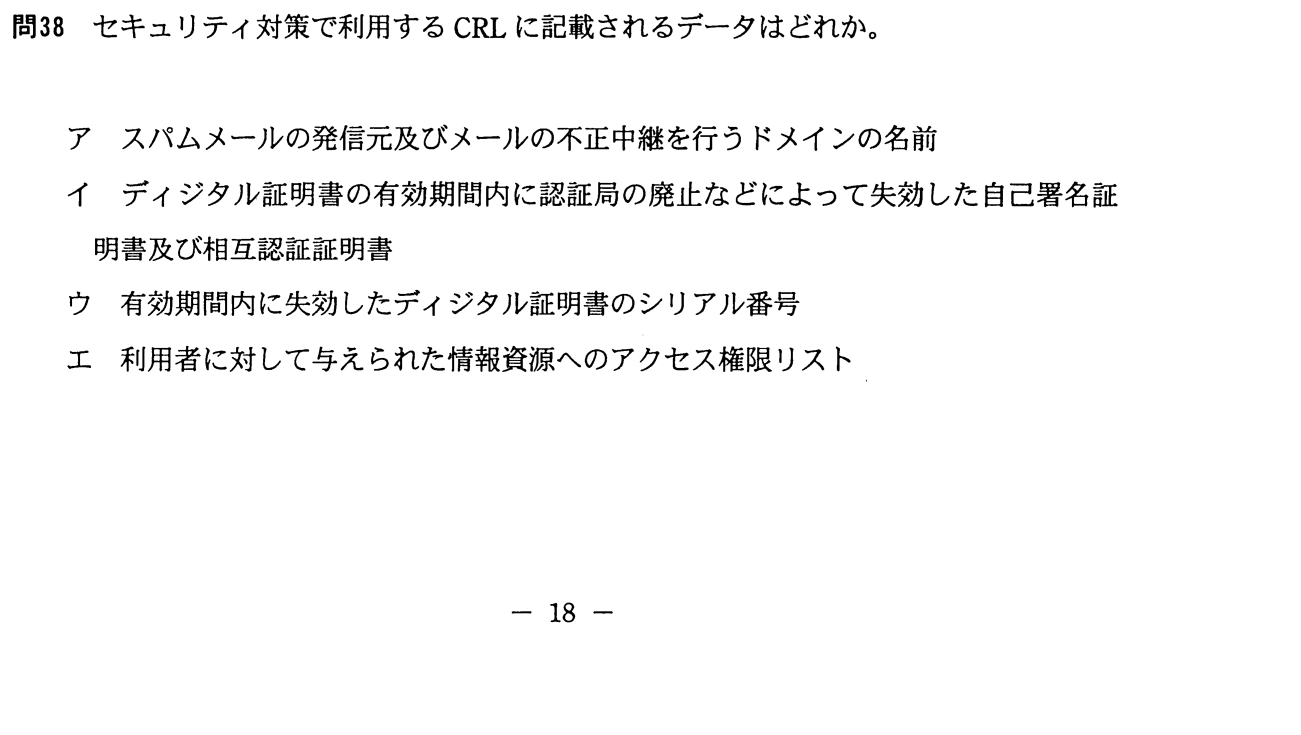 問38 セキュリティ対策で利用する CRL に記載されるデータはどれか。
ア スパムメールの発信元及びメールの不正中継を行うドメインの名前
イ ディジタル証明書の有効期間内に認証局の廃止などによって失効した自己署名証
明書及び相互認証証明書
ウ 有効期間内に失効したディジタル証明書のシリアル番号
エ 利用者に対して与えられた情報資源へのアクセス権限リスト
－ 18 －